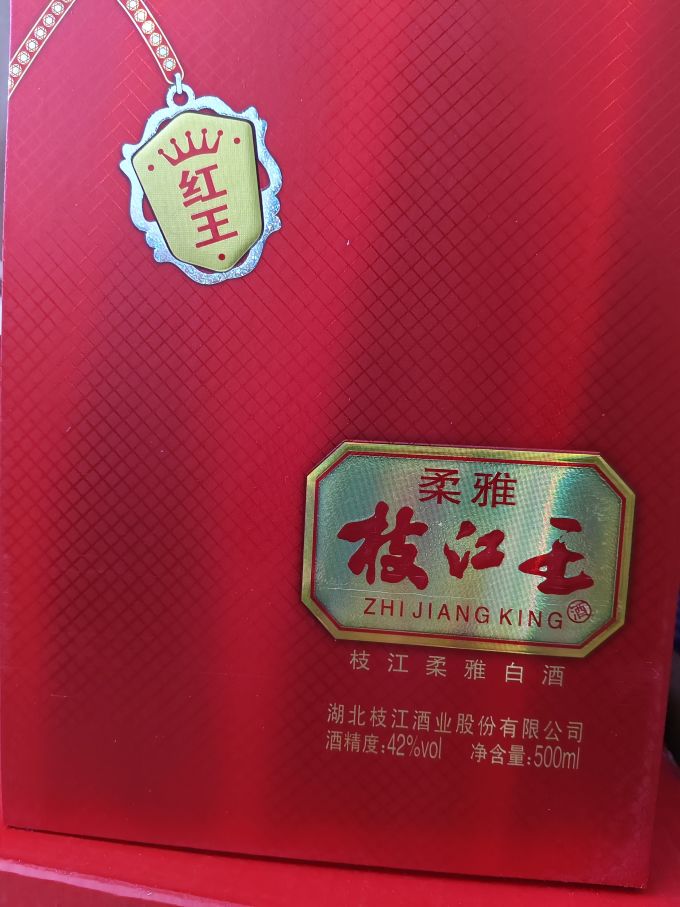 红
王
柔雅
枝江王
ZHI JIANG KING 酒
枝江柔雅白酒
湖北枝江酒业股份有限公司
酒精度:42%vol 净含量:500ml